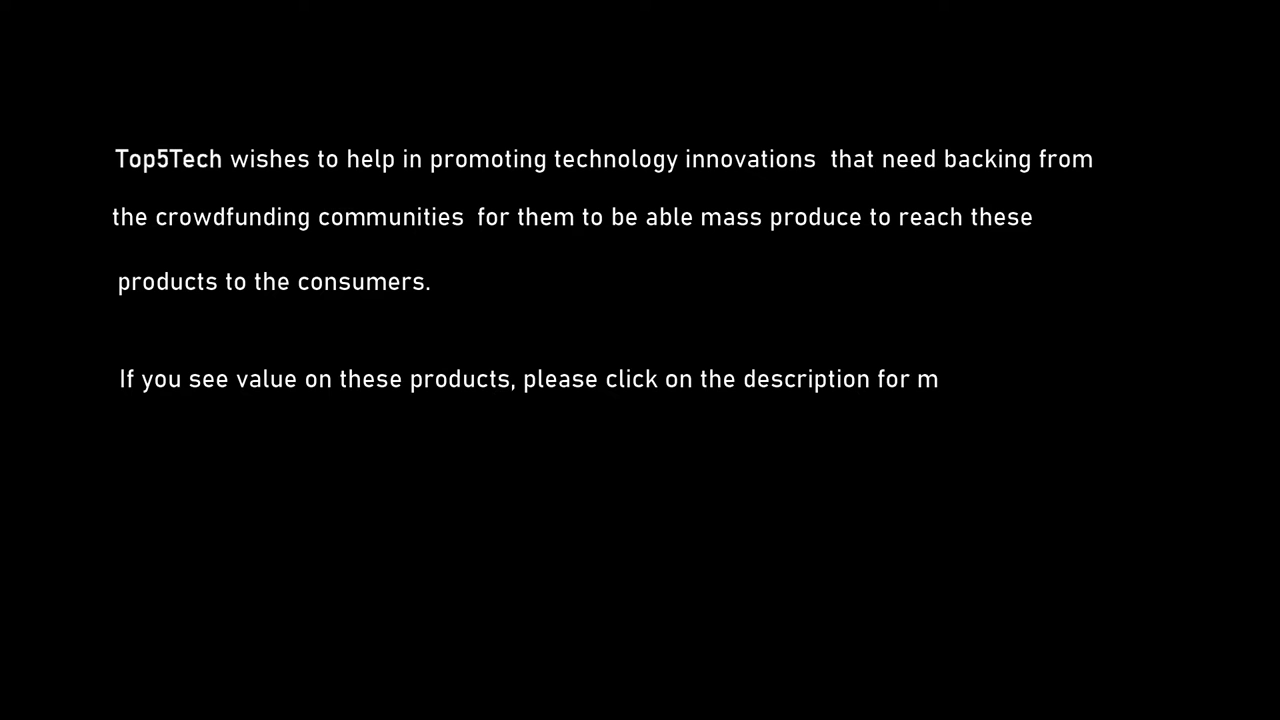 Top5Tech wishes to help in promoting technology innovations  that need backing from
the crowdfunding communities  for them to be able mass produce to reach these
products to the consumers.
If you see value on these products, please click on the description for m